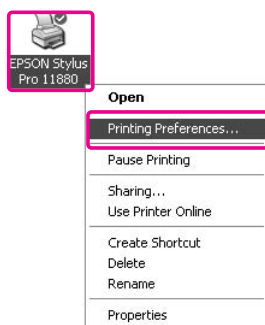 EPSON Stylus
Pro 11880
Open
Printing Preferences...
Pause Printing
Sharing...
Use Printer Online
Create Shortcut
Delete
Rename
Properties